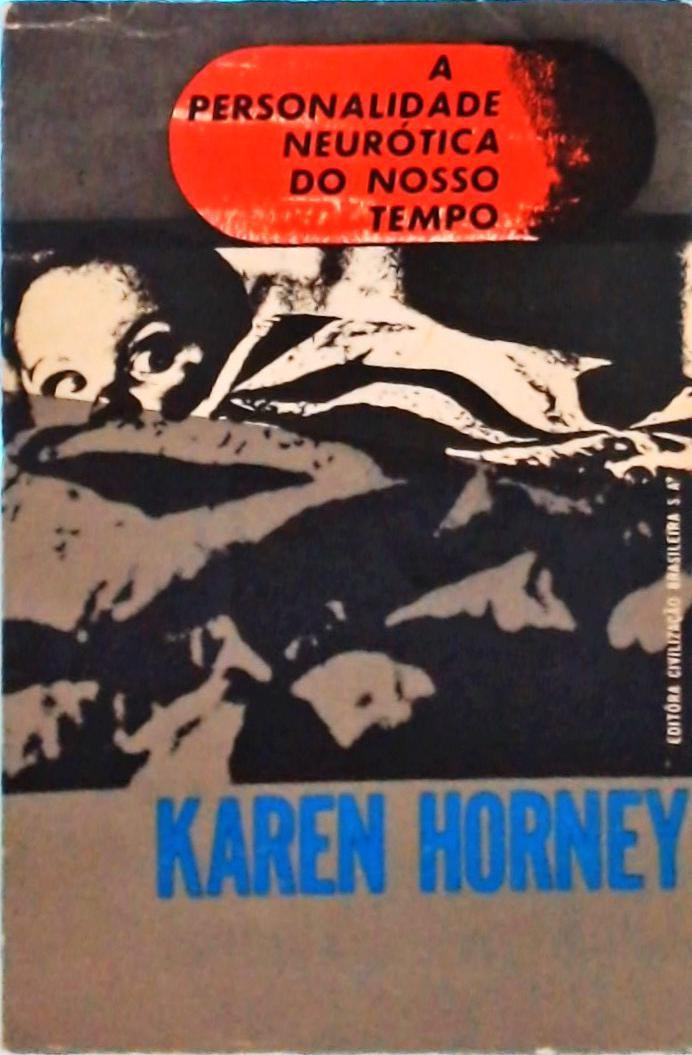 A
PERSONALIDADE
NEURÓTICA
DO NOSSO
TEMPO
EDITÔRA CIVILIZAÇÃO BRASILEIRA S.A.
KAREN HORNEY